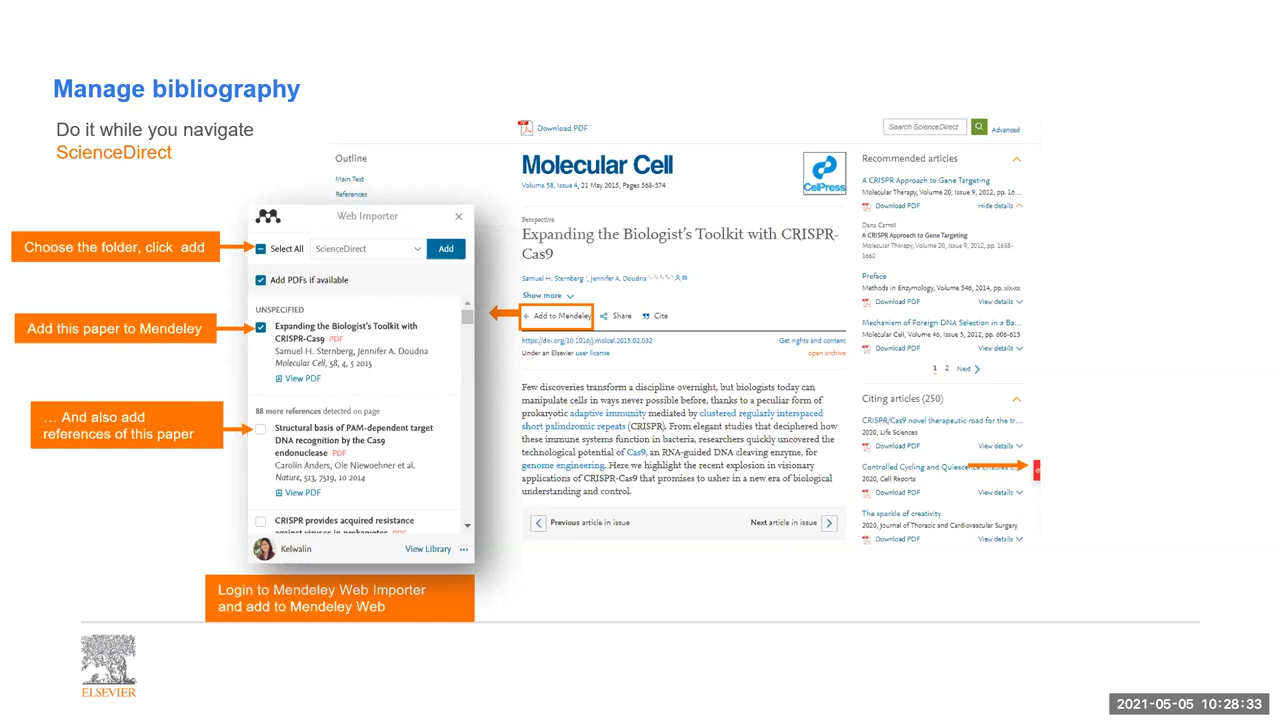 Manage bibliography
Do it while you navigate
ScienceDirect
Choose the folder, click add
Add this paper to Mendeley
… And also add
references of this paper
Login to Mendeley Web Importer
and add to Mendeley Web
Outline
Main Text
References
Web Importer
Select All
ScienceDirect
Add
Add PDFs if available
UNSPECIFIED
Expanding the Biologist's Toolkit with
CRISPR-Cas9 PDF
Samuel H. Sternberg, Jennifer A. Doudna
Molecular Cell, 58, 4, 5 2015
View PDF
88 more references detected on page
Structural basis of PAM-dependent target
DNA recognition by the Cas9
endonuclease PDF
Carolin Anders, Ole Niewoehner et al.
Nature, 513, 7519, 10 2014
View PDF
CRISPR provides acquired resistance
against viruses in prokaryotes PDF
Kelwalin
View Library
Download PDF
Search ScienceDirect
Advanced
Molecular Cell
Volume 58, Issue 4, 21 May 2015, Pages 568-574
CellPress
Perspective
Expanding the Biologist's Toolkit with CRISPR-
Cas9
Samuel H. Sternberg, Jennifer A. Doudna
Show more
+ Add to Mendeley
Share
Cite
https://doi.org/10.1016/j.molcel.2015.02.032
Get rights and content
Under an Elsevier user license
open archive
Few discoveries transform a discipline overnight, but biologists today can
manipulate cells in ways never possible before, thanks to a peculiar form of
prokaryotic adaptive immunity mediated by clustered regularly interspaced
short palindromic repeats (CRISPR). From elegant studies that deciphered how
these immune systems function in bacteria, researchers quickly uncovered the
technological potential of Cas9, an RNA-guided DNA cleaving enzyme, for
genome engineering. Here we highlight the recent explosion in visionary
applications of CRISPR-Cas9 that promises to usher in a new era of biological
understanding and control.
Previous article in issue
Next article in issue
Recommended articles
A CRISPR Approach to Gene Targeting
Molecular Therapy, Volume 20, Issue 9, 2012, pp. 16…
Download PDF
Hide details
Dana Carroll
A CRISPR Approach to Gene Targeting
Molecular Therapy, Volume 20, Issue 9, 2012, pp. 1658-
1660
Preface
Methods in Enzymology, Volume 546, 2014, pp. xix-xx
Download PDF
View details
Mechanism of Foreign DNA Selection in a Ba…
Molecular Cell, Volume 46, Issue 5, 2012, pp. 606-615
Download PDF
View details
1 2 Next
Citing articles (250)
CRISPR/Cas9 novel therapeutic road for the tr…
2020, Life Sciences
Download PDF
View details
Controlled Cycling and Quiescence Enables
2020, Cell Reports
Download PDF
View details
The sparkle of creativity
2020, Journal of Thoracic and Cardiovascular Surgery
Download PDF
View details
ELSEVIER
2021-05-05 10:28:33